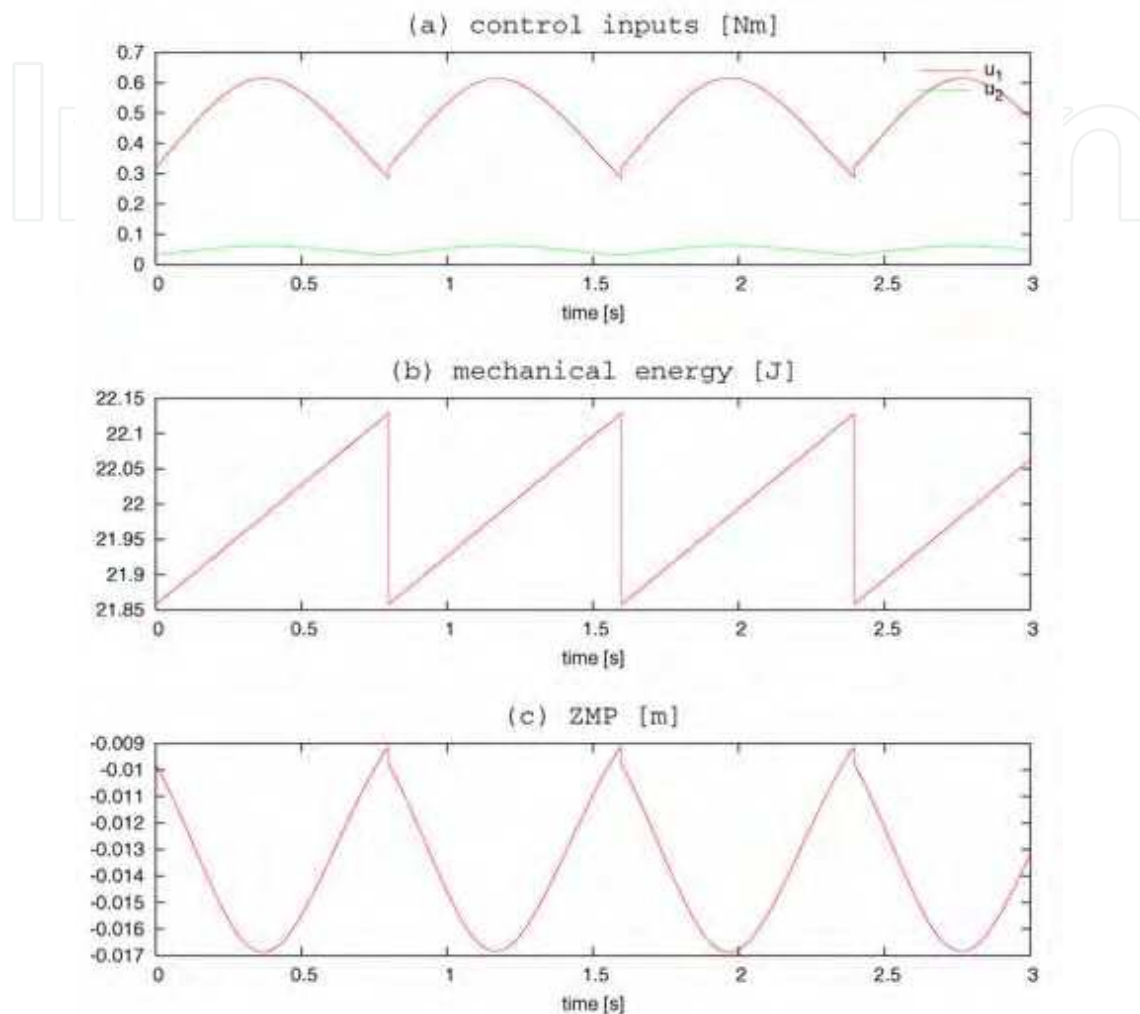 (a) control inputs [Nm]
0.7
0.6
0.5
0.4
0.3
0.2
0.1
0
u1
u2
0 0.5 1 1.5 2 2.5 3
time [s]
(b) mechanical energy [J]
22.15
22.1
22.05
22
21.95
21.9
21.85
0 0.5 1 1.5 2 2.5 3
time [s]
(c) ZMP [m]
-0.009
-0.01
-0.011
-0.012
-0.013
-0.014
-0.015
-0.016
-0.017
0 0.5 1 1.5 2 2.5 3
time [s]